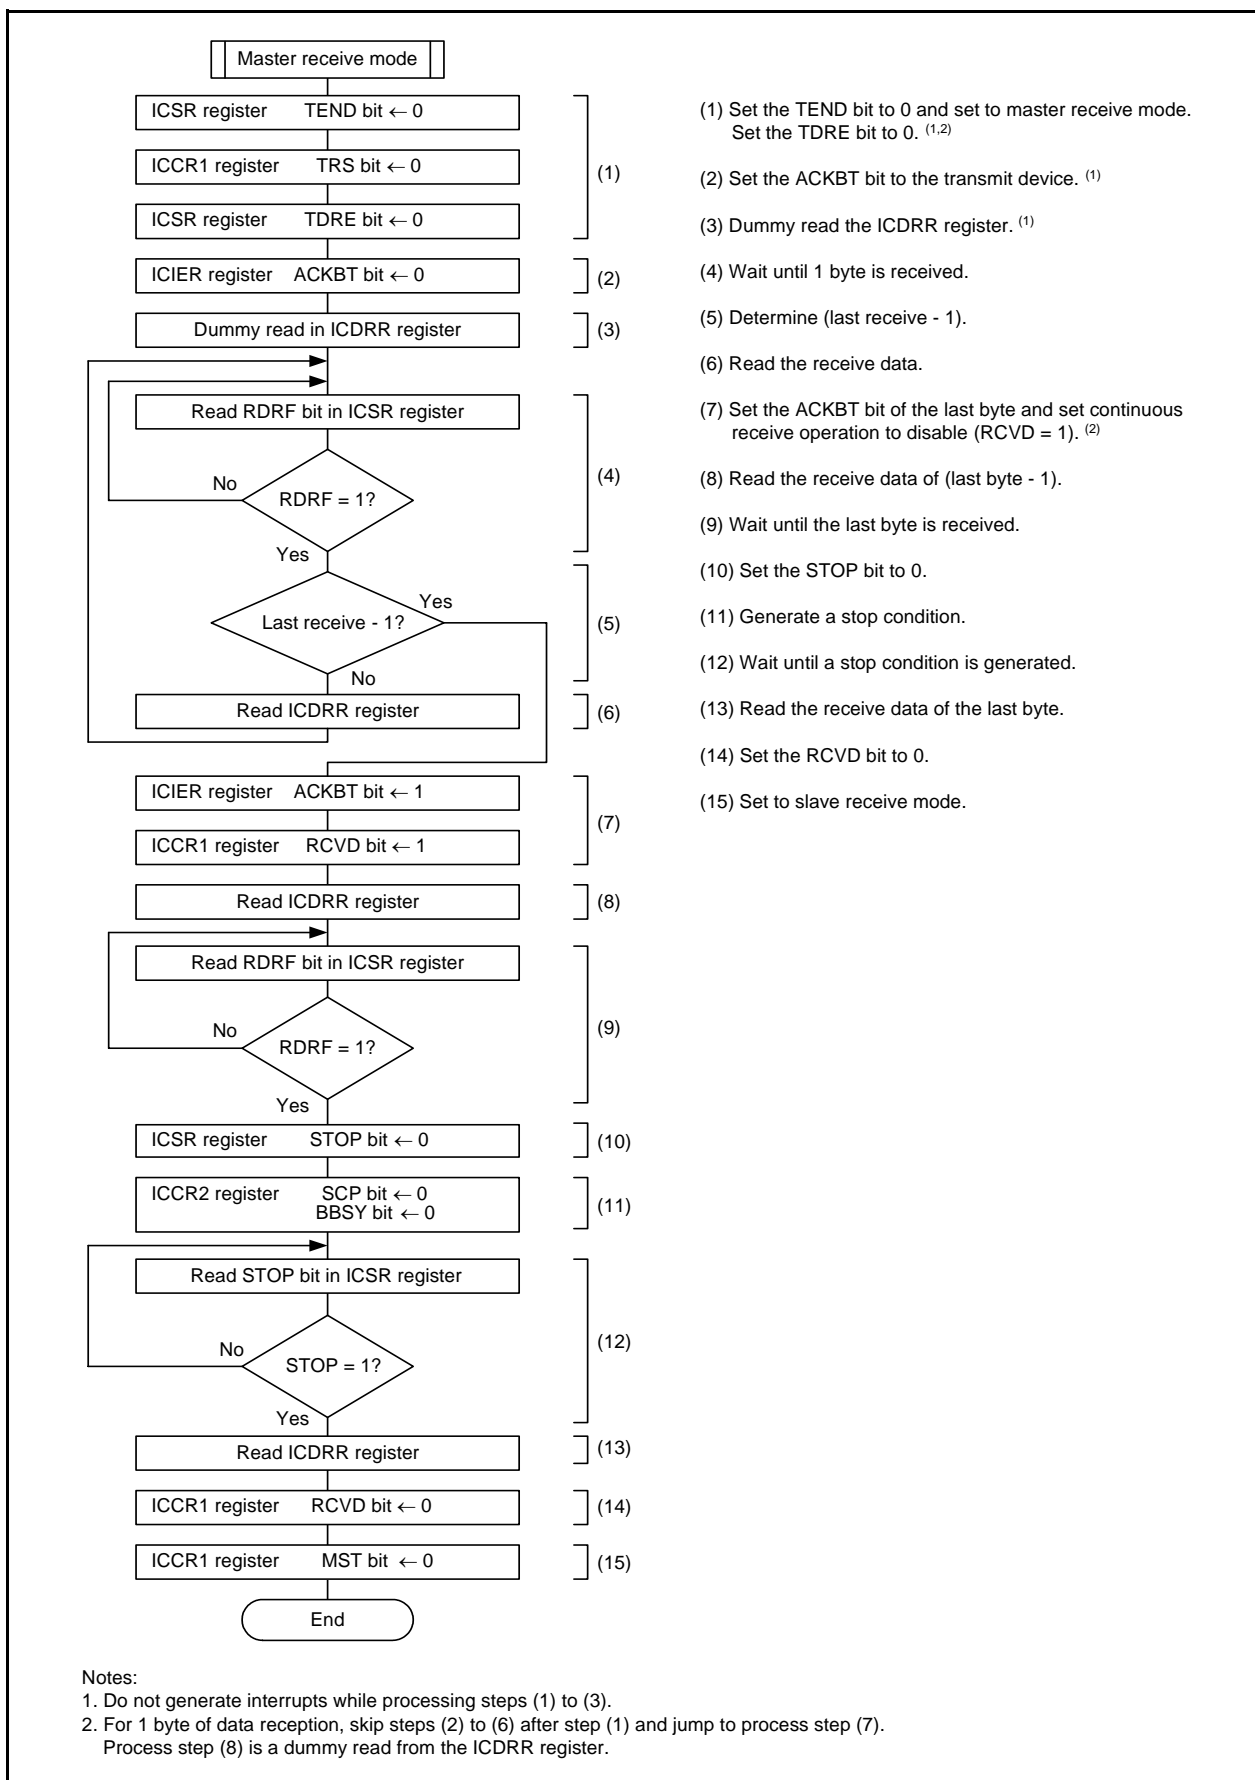 Master receive mode
ICSR register TEND bit ← 0
ICCR1 register TRS bit ← 0
ICSR register TDRE bit ← 0
(1)
ICIER register ACKBT bit ← 0
(2)
Dummy read in ICDRR register
(3)
Read RDRF bit in ICSR register
No
RDRF = 1?
(4)
Yes
Last receive - 1?
Yes
(5)
No
Read ICDRR register
(6)
ICIER register ACKBT bit ← 1
ICCR1 register RCVD bit ← 1
(7)
Read ICDRR register
(8)
Read RDRF bit in ICSR register
No
RDRF = 1?
(9)
Yes
ICSR register STOP bit ← 0
(10)
ICCR2 register SCP bit ← 0
BBSY bit ← 0
(11)
Read STOP bit in ICSR register
No
STOP = 1?
(12)
Yes
Read ICDRR register
(13)
ICCR1 register RCVD bit ← 0
(14)
ICCR1 register MST bit ← 0
(15)
End
(1) Set the TEND bit to 0 and set to master receive mode.
Set the TDRE bit to 0. (1,2)
(2) Set the ACKBT bit to the transmit device. (1)
(3) Dummy read the ICDRR register. (1)
(4) Wait until 1 byte is received.
(5) Determine (last receive - 1).
(6) Read the receive data.
(7) Set the ACKBT bit of the last byte and set continuous
receive operation to disable (RCVD = 1). (2)
(8) Read the receive data of (last byte - 1).
(9) Wait until the last byte is received.
(10) Set the STOP bit to 0.
(11) Generate a stop condition.
(12) Wait until a stop condition is generated.
(13) Read the receive data of the last byte.
(14) Set the RCVD bit to 0.
(15) Set to slave receive mode.
Notes:
1. Do not generate interrupts while processing steps (1) to (3).
2. For 1 byte of data reception, skip steps (2) to (6) after step (1) and jump to process step (7).
Process step (8) is a dummy read from the ICDRR register.